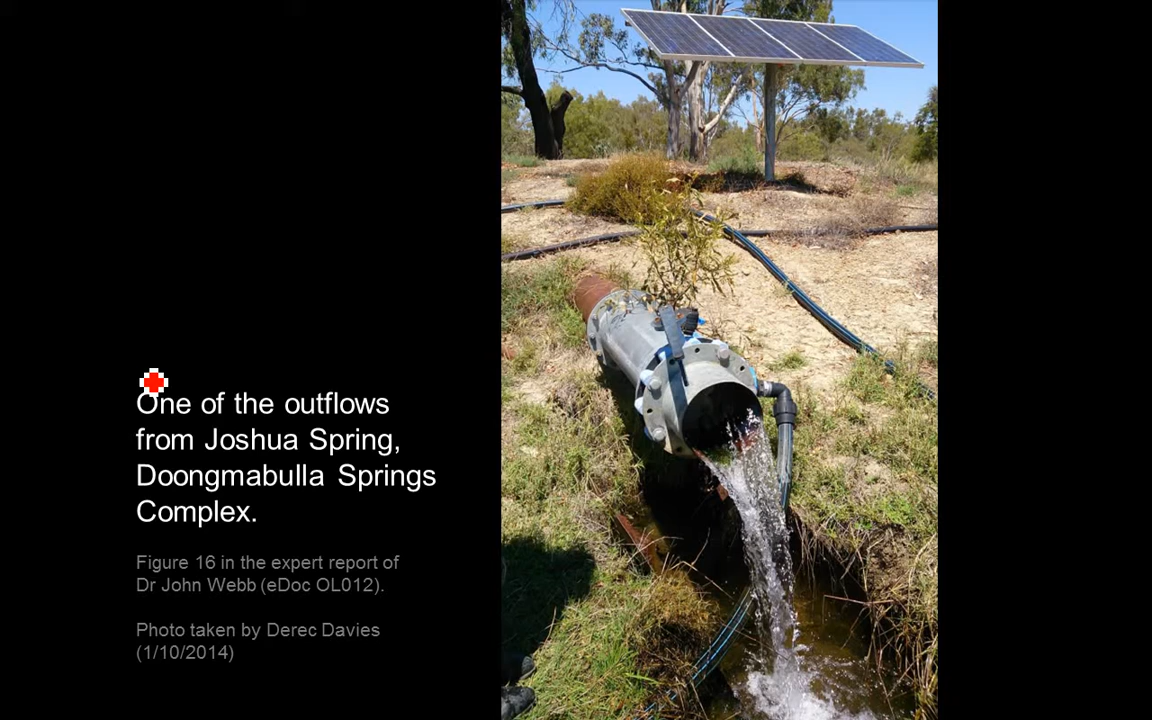 One of the outflows
from Joshua Spring,
Doongmabulla Springs
Complex.
Figure 16 in the expert report of
Dr John Webb (eDoc OL012).
Photo taken by Derec Davies
(1/10/2014)